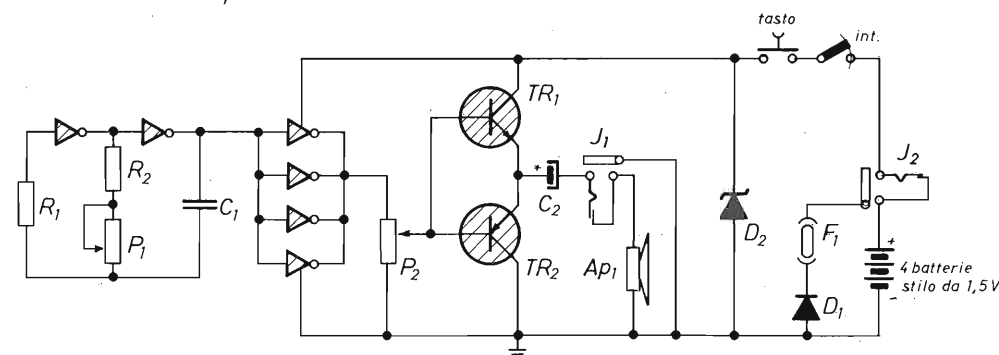 tasto
int.
TR1
J1
J2
R2
R1
P1
C1
P2
TR2
+
C2
Ap1
D2
F1
D1
+
4 batterie
stilo da 1,5V
-